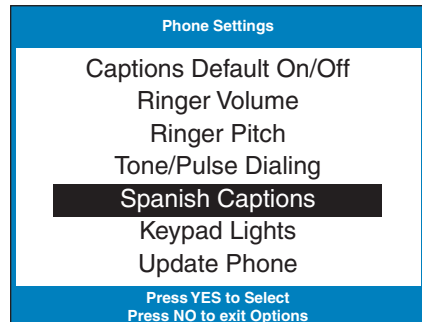 Phone Settings
Captions Default On/Off
Ringer Volume
Ringer Pitch
Tone/Pulse Dialing
Spanish Captions
Keypad Lights
Update Phone
Press YES to Select
Press NO to exit Options